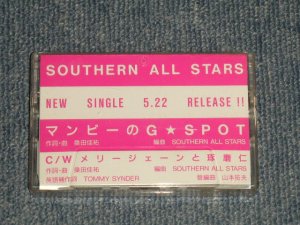 SOUTHERN ALL STARS
NEW SINGLE 5.22 RELEASE!!
マンピーのG★SPOT
作詞・曲 桑田佳祐 編曲 SOUTHERN ALL STARS
C/W メリージェーンと琢磨仁
作詞・曲 桑田佳祐 編曲 SOUTHERN ALL STARS
英語補作詞 TOMMY SYNDER 管編曲 山本拓夫